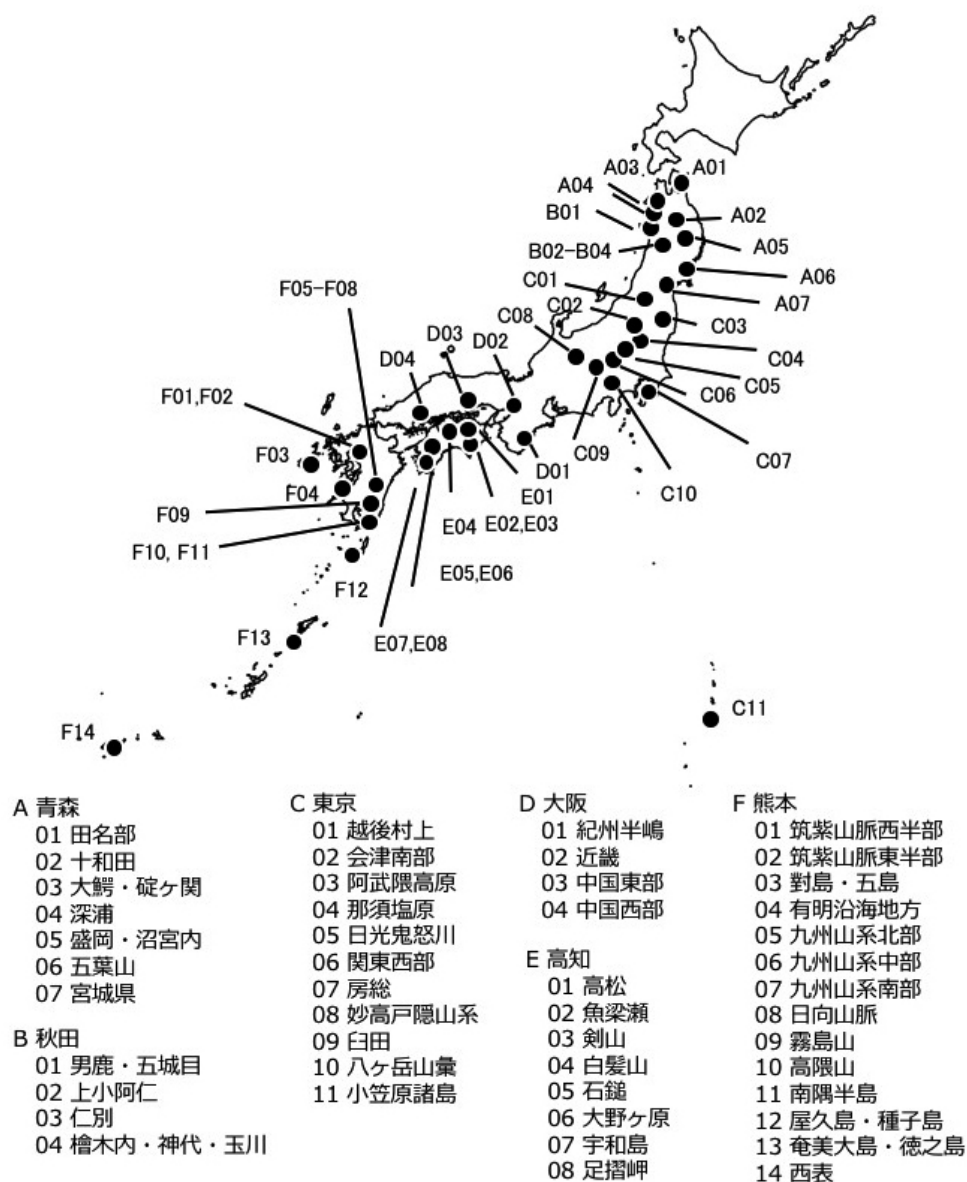 A03
A01
A04
B01
A02
B02-B04
A05
F05-F08
C01
A06
C02
A07
D03
C08
C03
D02
D04
C04
F01,F02
C05
C06
F03
C09
C07
D01
F04
C10
E01
F09
E04
E02,E03
F10, F11
F12
E05,E06
F13
E07,E08
C11
F14
A 青森
01 田名部
02 十和田
03 大鰐・碇ヶ関
04 深浦
05 盛岡・沼宮内
06 五葉山
07 宮城県
B 秋田
01 男鹿・五城目
02 上小阿仁
03 仁別
04 檜木内・神代・玉川
C 東京
01 越後村上
02 会津南部
03 阿武隈高原
04 那須塩原
05 日光鬼怒川
06 関東西部
07 房総
08 妙高戸隠山系
09 臼田
10 八ヶ岳山彙
11 小笠原諸島
D 大阪
01 紀州半嶋
02 近畿
03 中国東部
04 中国西部
E 高知
01 高松
02 魚梁瀬
03 剣山
04 白髪山
05 石鎚
06 大野ヶ原
07 宇和島
08 足摺岬
F 熊本
01 筑紫山脈西半部
02 筑紫山脈東半部
03 對島・五島
04 有明沿海地方
05 九州山系北部
06 九州山系中部
07 九州山系南部
08 日向山脈
09 霧島山
10 高隈山
11 南隅半島
12 屋久島・種子島
13 奄美大島・徳之島
14 西表